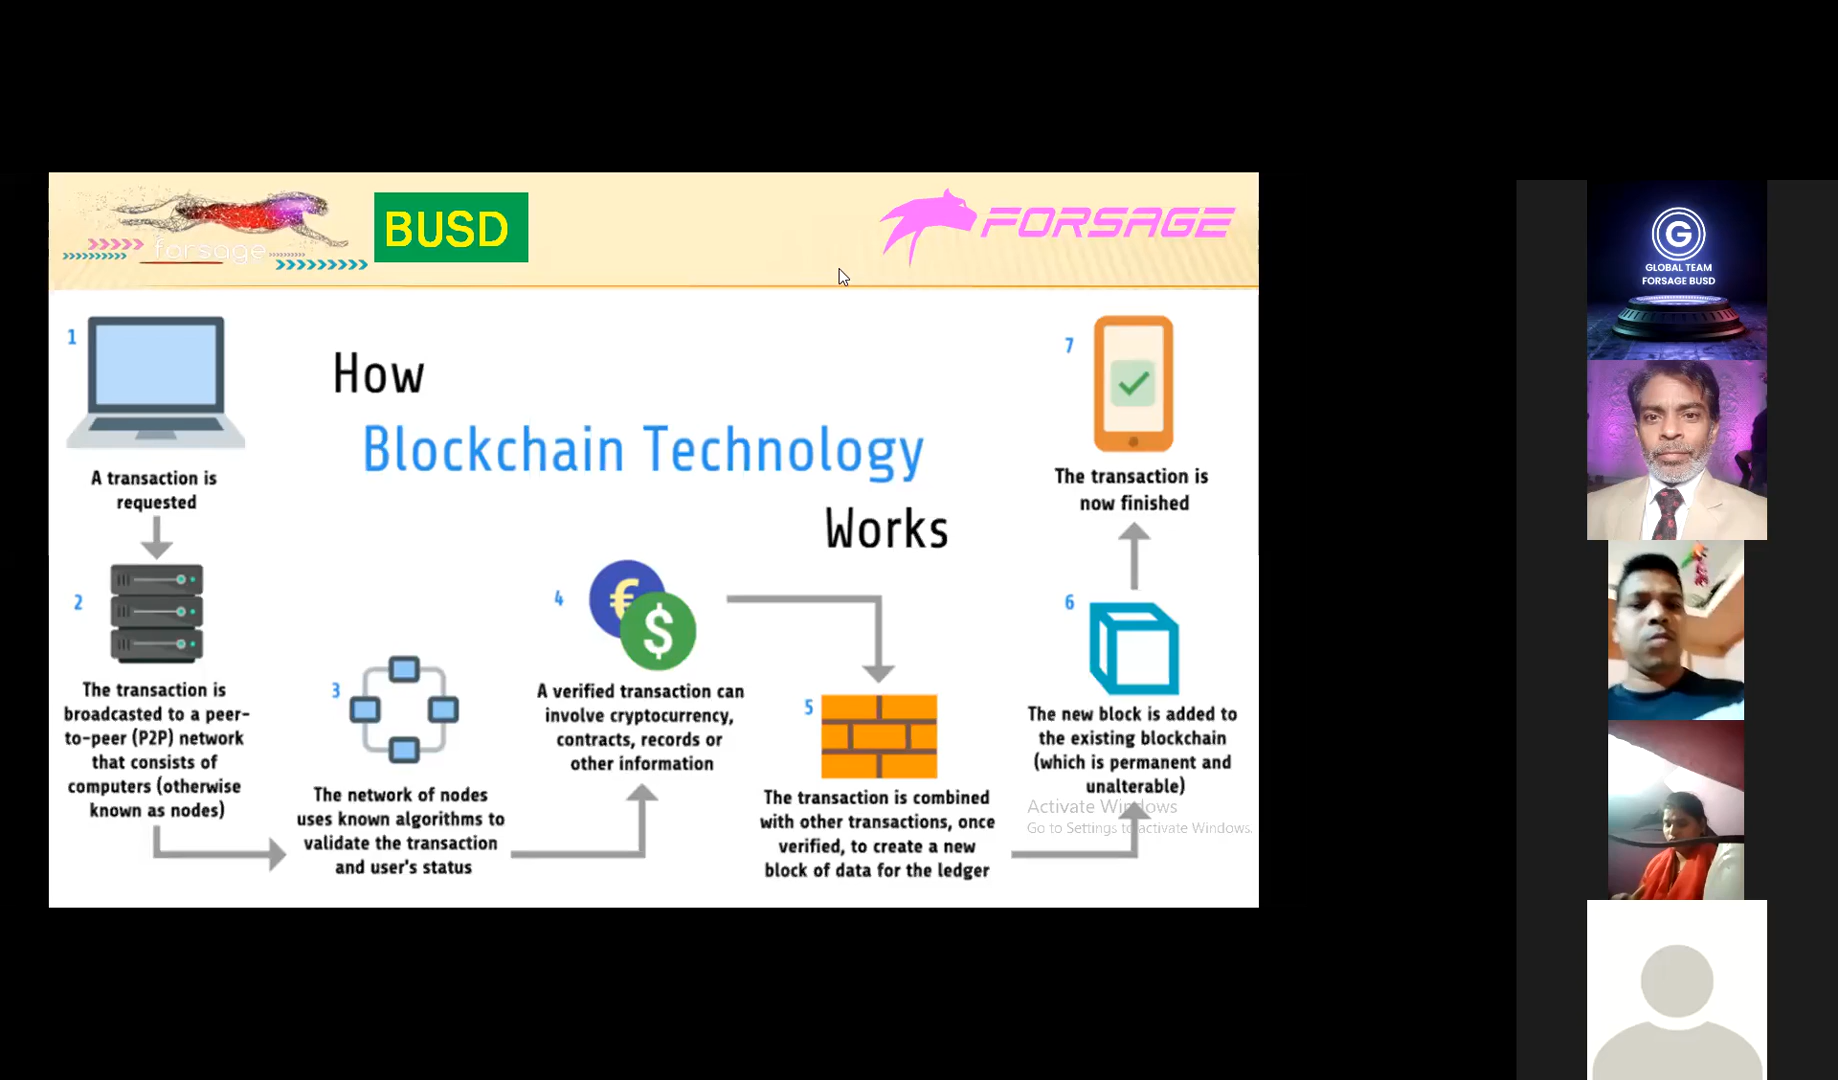 forsage
BUSD
FORSAGE
1
A transaction is
requested
2
The transaction is
broadcasted to a peer-
to-peer (P2P) network
that consists of
computers (otherwise
known as nodes)
How
Blockchain Technology
Works
3
The network of nodes
uses known algorithms to
validate the transaction
and user's status
4
€
$
A verified transaction can
involve cryptocurrency,
contracts, records or
other information
5
The transaction is combined
with other transactions, once
verified, to create a new
block of data for the ledger
6
The new block is added to
the existing blockchain
(which is permanent and
unalterable)
7
The transaction is
now finished
Activate Windows
Go to Settings to activate Windows.
G
GLOBAL TEAM
FORSAGE BUSD